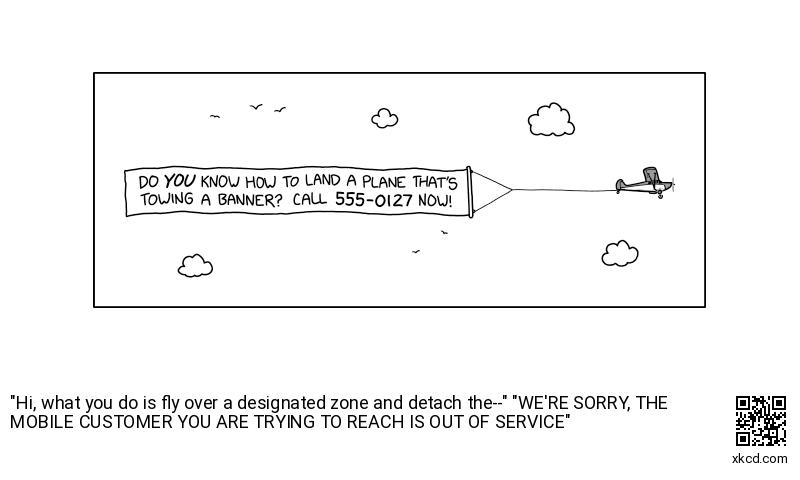 DO YOU KNOW HOW TO LAND A PLANE THAT'S
TOWING A BANNER? CALL 555-0127 NOW!
"Hi, what you do is fly over a designated zone and detach the--" "WE'RE SORRY, THE
MOBILE CUSTOMER YOU ARE TRYING TO REACH IS OUT OF SERVICE"
xkcd.com